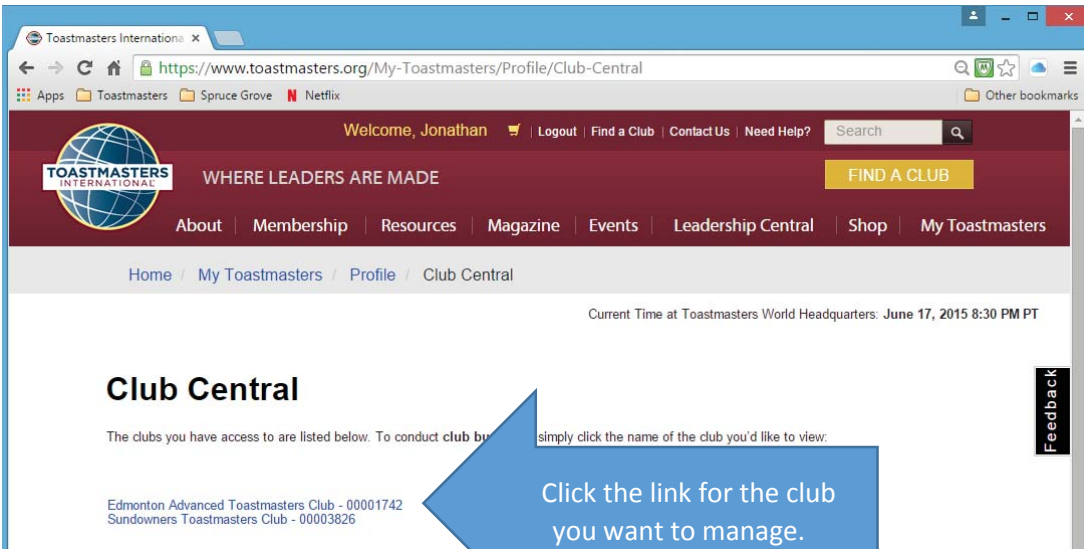 Toastmasters Internationa
https://www.toastmasters.org/My-Toastmasters/Profile/Club-Central
Apps Toastmasters Spruce Grove N Netflix Other bookmarks
Welcome, Jonathan | Logout | Find a Club | Contact Us | Need Help? Search
TOASTMASTERS
INTERNATIONAL
WHERE LEADERS ARE MADE
FIND A CLUB
About | Membership | Resources | Magazine | Events | Leadership Central | Shop | My Toastmasters
Home / My Toastmasters / Profile / Club Central
Current Time at Toastmasters World Headquarters: June 17, 2015 8:30 PM PT
Feedback
Club Central
The clubs you have access to are listed below. To conduct club bu simply click the name of the club you'd like to view:
Edmonton Advanced Toastmasters Club - 00001742
Sundowners Toastmasters Club - 00003826
Click the link for the club
you want to manage.